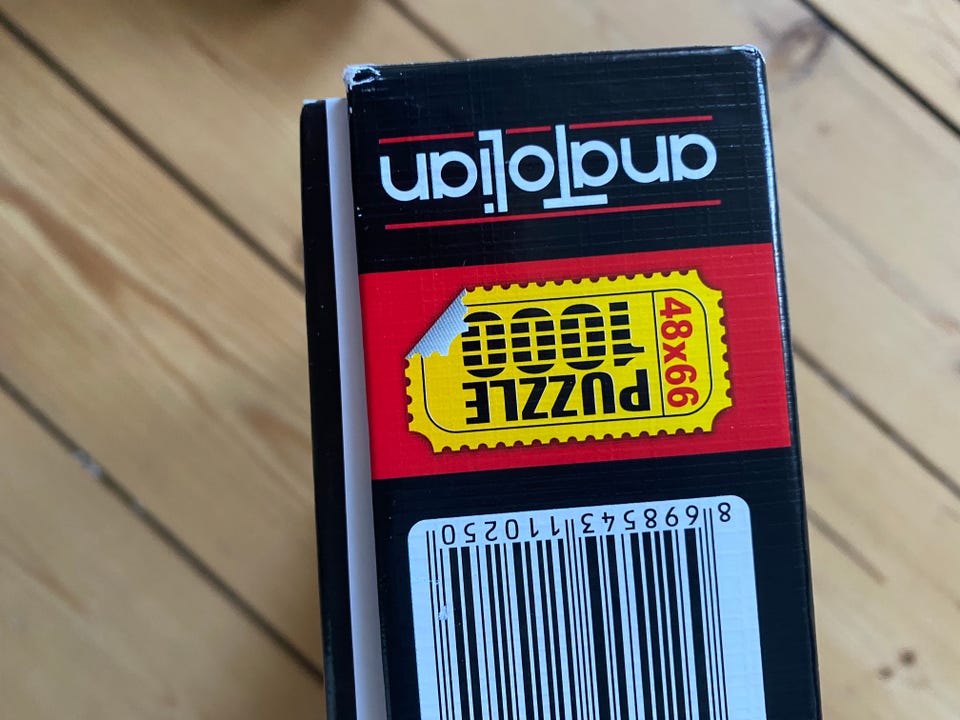 8 698543 110250
48x66
PUZZLE
1000
anaTolian